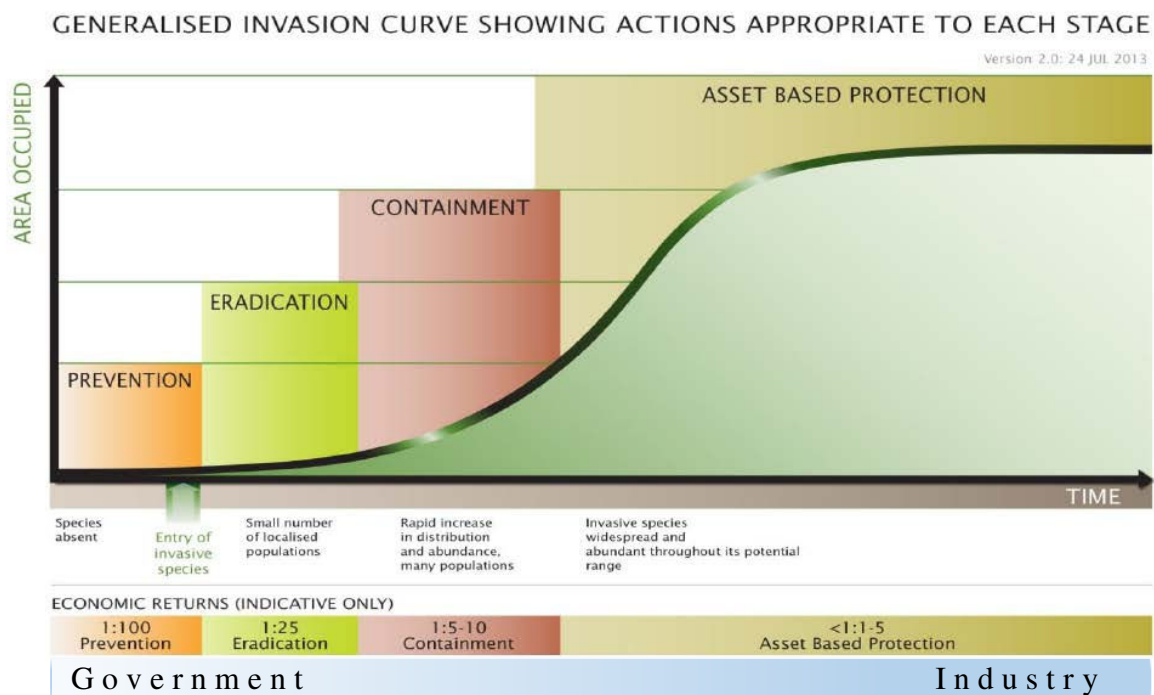 GENERALISED INVASION CURVE SHOWING ACTIONS APPROPRIATE TO EACH STAGE
Version 2.0: 24 JUL 2013
AREA OCCUPIED
ASSET BASED PROTECTION
CONTAINMENT
ERADICATION
PREVENTION
TIME
Species
absent
Entry of
invasive
species
Small number
of localised
populations
Rapid increase
in distribution
and abundance,
many populations
Invasive species
widespread and
abundant throughout its potential
range
ECONOMIC RETURNS (INDICATIVE ONLY)
1:100
Prevention
1:25
Eradication
1:5-10
Containment
<1:1-5
Asset Based Protection
Government
Industry